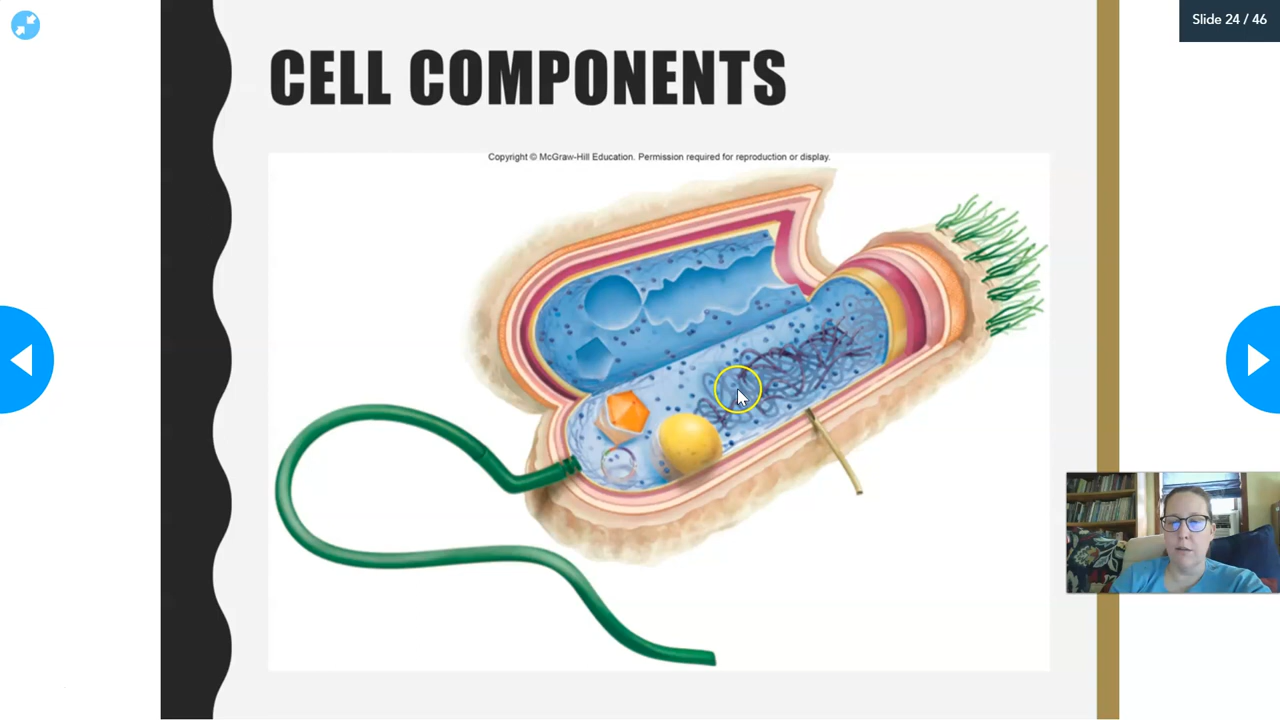 Slide 24 / 46
CELL COMPONENTS
Copyright © McGraw-Hill Education. Permission required for reproduction or display.